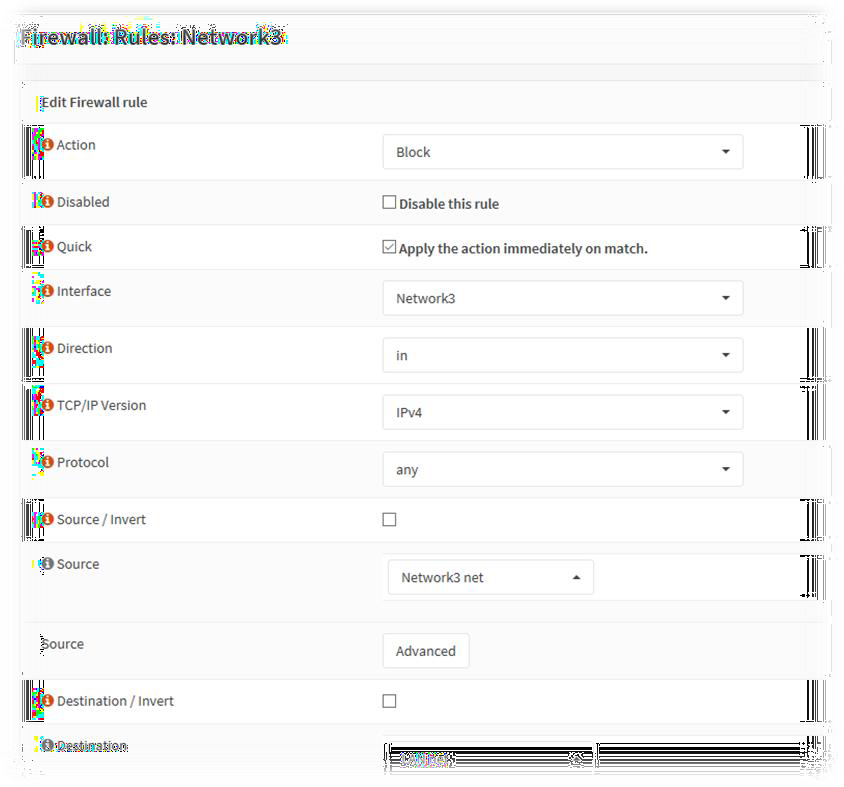 Firewall: Rules: Network3
Edit Firewall rule
Action
Block
Disabled
Disable this rule
Quick
Apply the action immediately on match.
Interface
Network3
Direction
in
TCP/IP Version
IPv4
Protocol
any
Source / Invert
Source
Network3 net
Source
Advanced
Destination / Invert
Destination